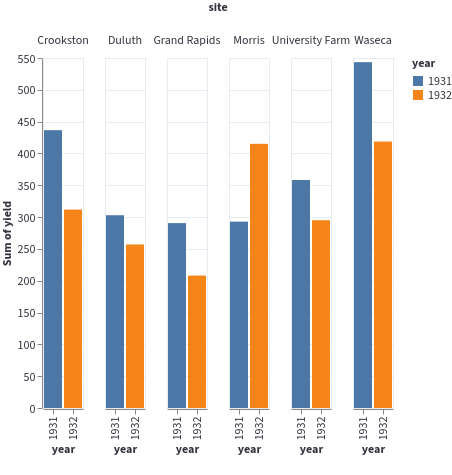 site
Crookston Duluth Grand Rapids Morris University Farm Waseca
year
1931
1932
Sum of yield
550
500
450
400
350
300
250
200
150
100
50
0
1931 1932 1931 1932 1931 1932 1931 1932 1931 1932 1931 1932
year year year year year year